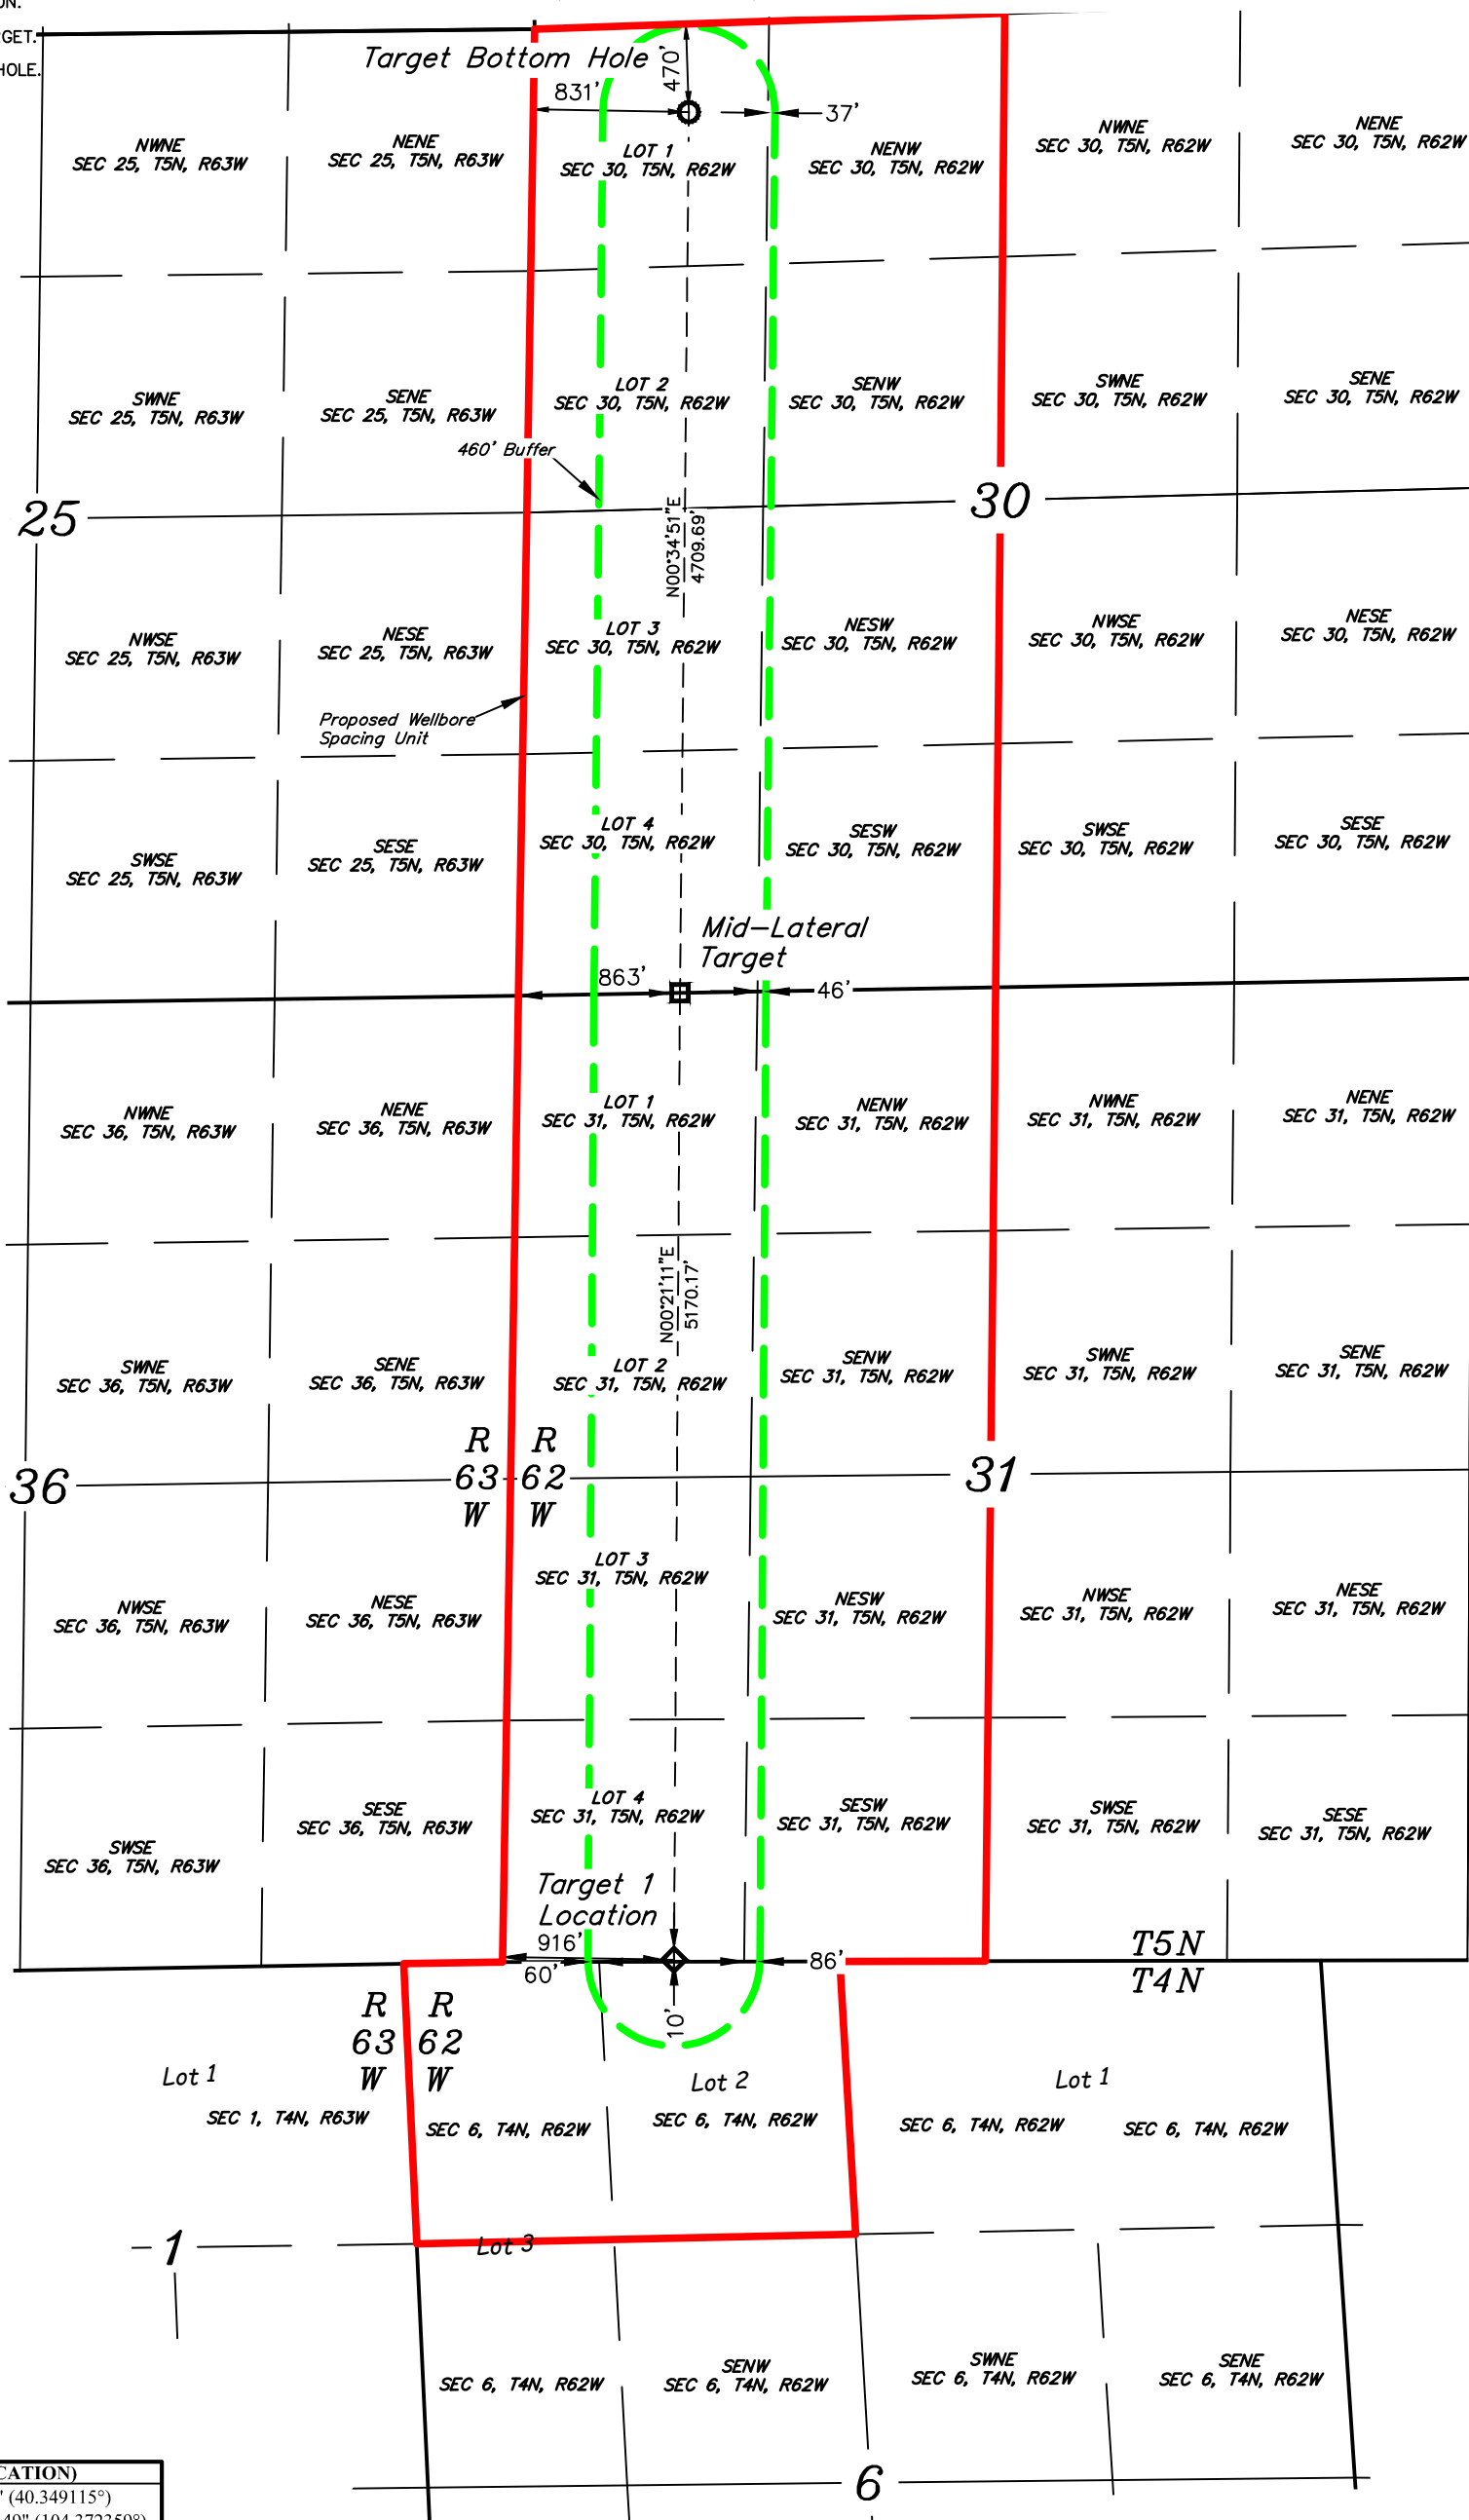 ON.
GET.
HOLE.
Target Bottom Hole
470'
831'
37'
NWNE
SEC 25, T5N, R63W
NENE
SEC 25, T5N, R63W
LOT 1
SEC 30, T5N, R62W
NENW
SEC 30, T5N, R62W
NWNE
SEC 30, T5N, R62W
NENE
SEC 30, T5N, R62W
SWNE
SEC 25, T5N, R63W
SENE
SEC 25, T5N, R63W
LOT 2
SEC 30, T5N, R62W
SENW
SEC 30, T5N, R62W
SWNE
SEC 30, T5N, R62W
SENE
SEC 30, T5N, R62W
460' Buffer
25
30
N00°34'51"E
4709.69'
NWSE
SEC 25, T5N, R63W
NESE
SEC 25, T5N, R63W
LOT 3
SEC 30, T5N, R62W
NESW
SEC 30, T5N, R62W
NWSE
SEC 30, T5N, R62W
NESE
SEC 30, T5N, R62W
Proposed Wellbore
Spacing Unit
SWSE
SEC 25, T5N, R63W
SESE
SEC 25, T5N, R63W
LOT 4
SEC 30, T5N, R62W
SESW
SEC 30, T5N, R62W
SWSE
SEC 30, T5N, R62W
SESE
SEC 30, T5N, R62W
Mid-Lateral
Target
863'
46'
NWNE
SEC 36, T5N, R63W
NENE
SEC 36, T5N, R63W
LOT 1
SEC 31, T5N, R62W
NENW
SEC 31, T5N, R62W
NWNE
SEC 31, T5N, R62W
NENE
SEC 31, T5N, R62W
N00°21'11"E
5170.17'
SWNE
SEC 36, T5N, R63W
SENE
SEC 36, T5N, R63W
LOT 2
SEC 31, T5N, R62W
SENW
SEC 31, T5N, R62W
SWNE
SEC 31, T5N, R62W
SENE
SEC 31, T5N, R62W
R R
63 62
W W
36
31
NWSE
SEC 36, T5N, R63W
NESE
SEC 36, T5N, R63W
LOT 3
SEC 31, T5N, R62W
NESW
SEC 31, T5N, R62W
NWSE
SEC 31, T5N, R62W
NESE
SEC 31, T5N, R62W
SWSE
SEC 36, T5N, R63W
SESE
SEC 36, T5N, R63W
LOT 4
SEC 31, T5N, R62W
SESW
SEC 31, T5N, R62W
SWSE
SEC 31, T5N, R62W
SESE
SEC 31, T5N, R62W
Target 1
Location
916'
60'
86'
10'
T5N
T4N
R R
63 62
W W
Lot 1
SEC 1, T4N, R63W
SEC 6, T4N, R62W
Lot 2
SEC 6, T4N, R62W
Lot 1
SEC 6, T4N, R62W
SEC 6, T4N, R62W
1
Lot 3
SEC 6, T4N, R62W
SENW
SEC 6, T4N, R62W
SWNE
SEC 6, T4N, R62W
SENE
SEC 6, T4N, R62W
6
CATION)
" (40.349115°)